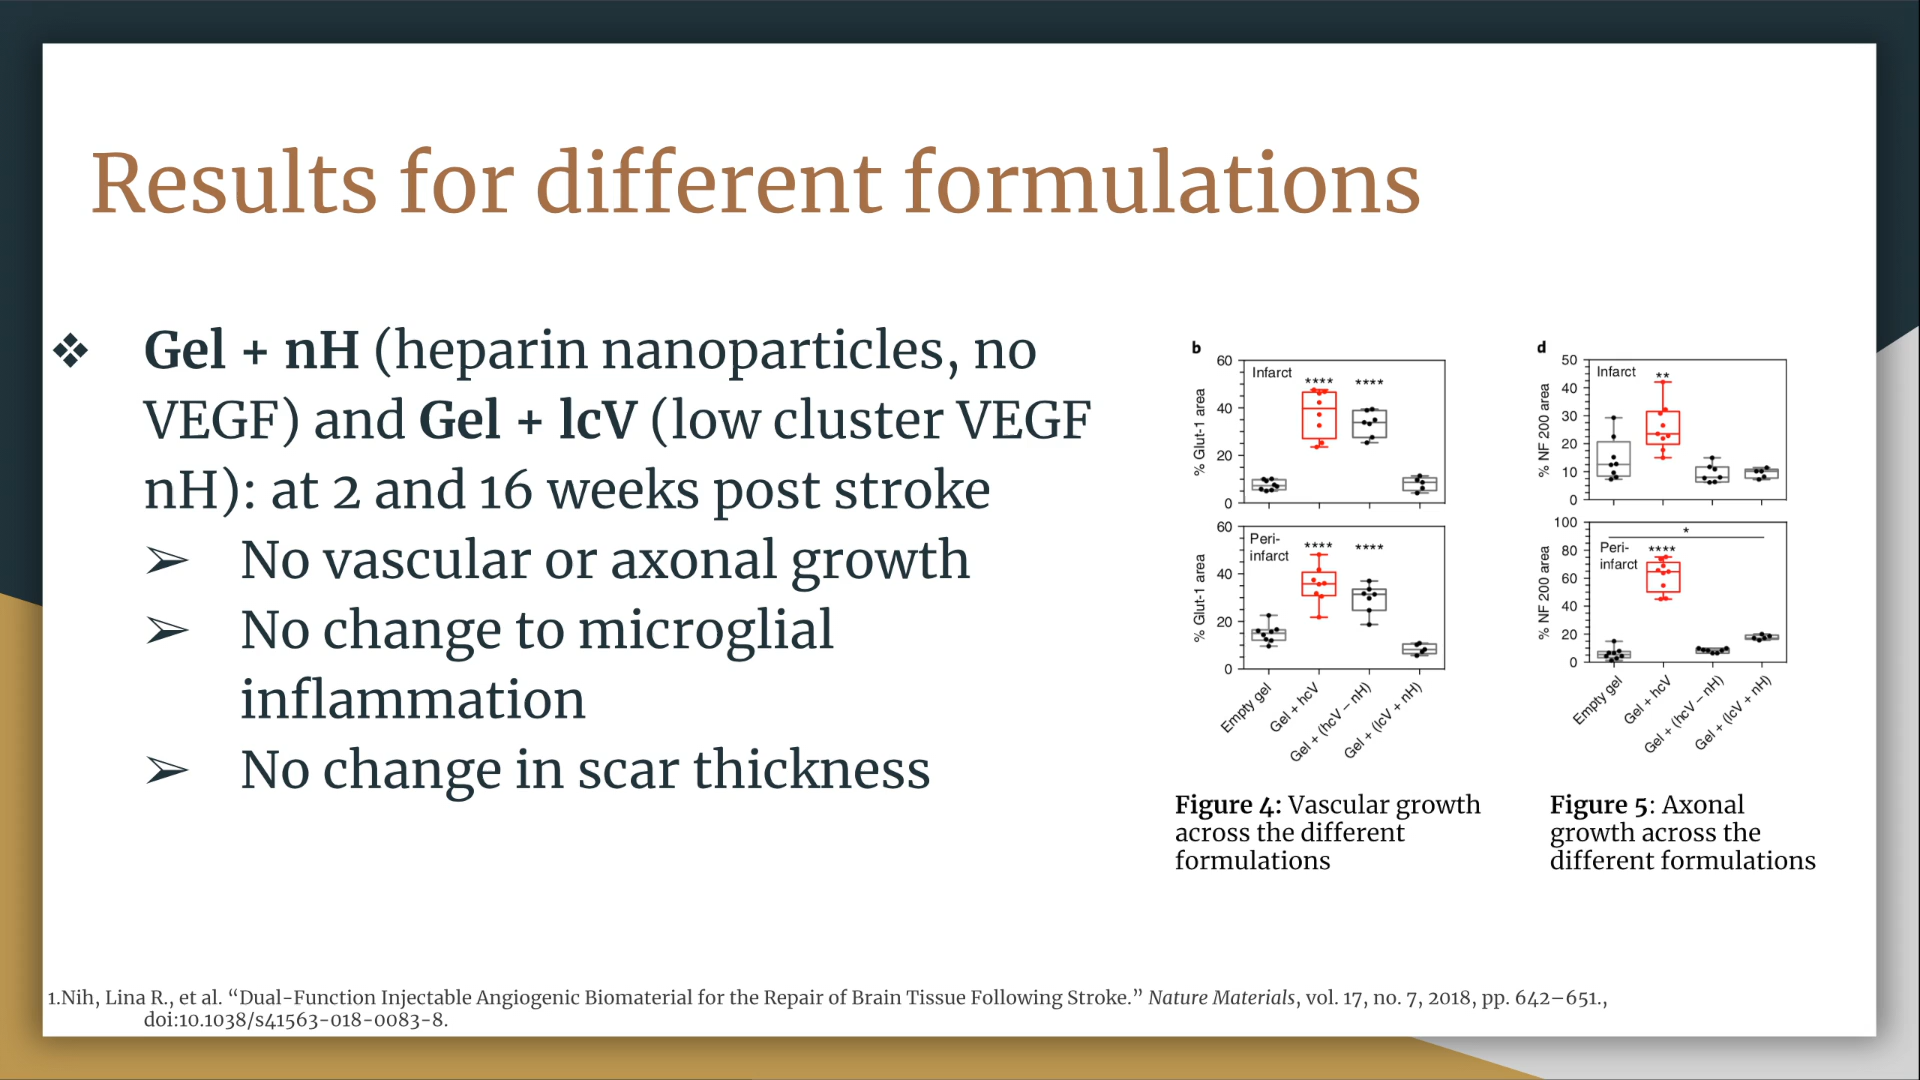 Results for different formulations
❖ Gel + nH (heparin nanoparticles, no
VEGF) and Gel + lcV (low cluster VEGF
nH): at 2 and 16 weeks post stroke
➢ No vascular or axonal growth
➢ No change to microglial
inflammation
➢ No change in scar thickness
b
60
40
20
0
% Glut-1 area
Infarct
**** ****
60
40
20
0
% Glut-1 area
Peri-
infarct
**** ****
Empty gel
Gel + hcV
Gel + (hcV – nH)
Gel + (lcV + nH)
Figure 4: Vascular growth
across the different
formulations
d
50
40
30
20
10
0
% NF 200 area
Infarct
**
100
80
60
40
20
0
% NF 200 area
Peri-
infarct
*
****
Empty gel
Gel + hcV
Gel + (hcV – nH)
Gel + (lcV + nH)
Figure 5: Axonal
growth across the
different formulations
1.Nih, Lina R., et al. “Dual-Function Injectable Angiogenic Biomaterial for the Repair of Brain Tissue Following Stroke.” Nature Materials, vol. 17, no. 7, 2018, pp. 642–651.,
doi:10.1038/s41563-018-0083-8.